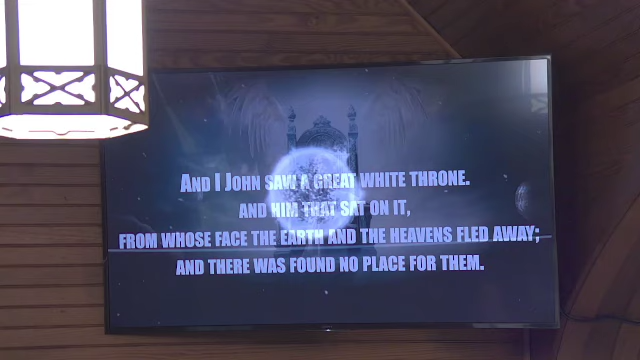 AND I JOHN SAW A GREAT WHITE THRONE.
AND HIM THAT SAT ON IT,
FROM WHOSE FACE THE EARTH AND THE HEAVENS FLED AWAY;
AND THERE WAS FOUND NO PLACE FOR THEM.